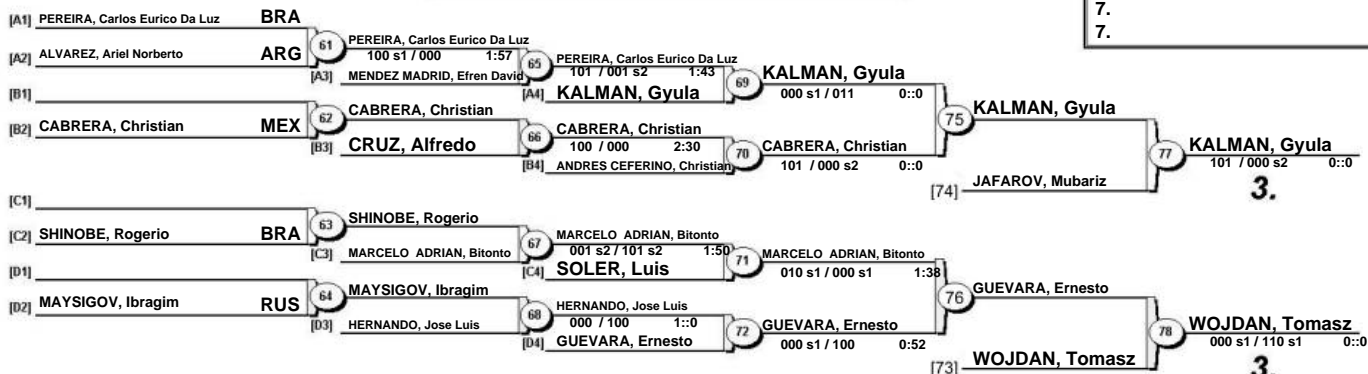 7.
7.
[A1] PEREIRA, Carlos Eurico Da Luz BRA
[A2] ALVAREZ, Ariel Norberto ARG
61
PEREIRA, Carlos Eurico Da Luz
100 s1 / 000 1:57
[A3] MENDEZ MADRID, Efren David
65
PEREIRA, Carlos Eurico Da Luz
101 / 001 s2 1:43
[A4] KALMAN, Gyula
69
KALMAN, Gyula
000 s1 / 011 0::0
[B1]
[B2] CABRERA, Christian MEX
62
CABRERA, Christian
[B3] CRUZ, Alfredo
66
CABRERA, Christian
100 / 000 2:30
[B4] ANDRES CEFERINO, Christian
70
CABRERA, Christian
101 / 000 s2 0::0
75
KALMAN, Gyula
[74] JAFAROV, Mubariz
77
KALMAN, Gyula
101 / 000 s2 0::0
3.
[C1]
[C2] SHINOBE, Rogerio BRA
63
SHINOBE, Rogerio
[C3] MARCELO ADRIAN, Bitonto
67
MARCELO ADRIAN, Bitonto
001 s2 / 101 s2 1:50
[C4] SOLER, Luis
71
MARCELO ADRIAN, Bitonto
010 s1 / 000 s1 1:38
[D1]
[D2] MAYSIGOV, Ibragim RUS
64
MAYSIGOV, Ibragim
[D3] HERNANDO, Jose Luis
68
HERNANDO, Jose Luis
000 / 100 1::0
[D4] GUEVARA, Ernesto
72
GUEVARA, Ernesto
000 s1 / 100 0:52
76
GUEVARA, Ernesto
[73] WOJDAN, Tomasz
78
WOJDAN, Tomasz
000 s1 / 110 s1 0::0
3.